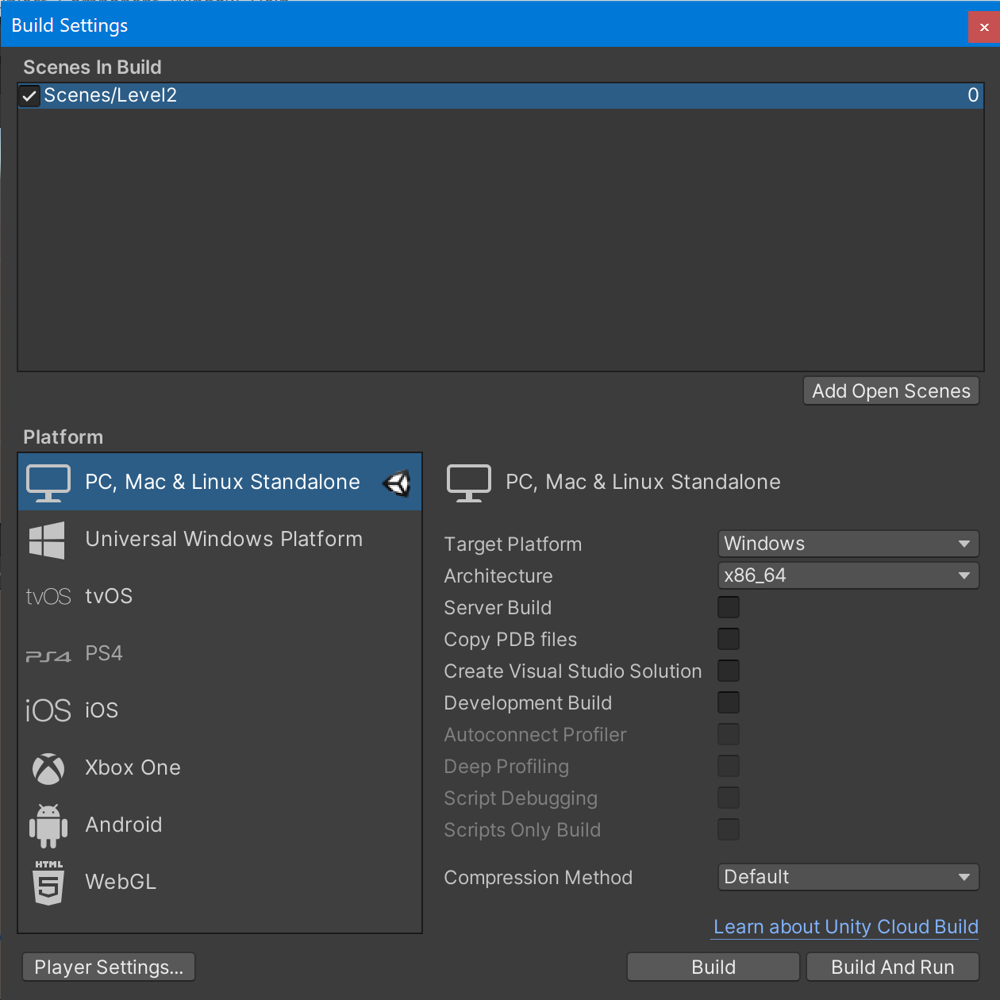 Build Settings
Scenes In Build
Scenes/Level2 0
Add Open Scenes
Platform
PC, Mac & Linux Standalone
Universal Windows Platform
tvOS tvOS
PS4 PS4
iOS iOS
Xbox One
Android
HTML
5 WebGL
PC, Mac & Linux Standalone
Target Platform Windows
Architecture x86_64
Server Build
Copy PDB files
Create Visual Studio Solution
Development Build
Autoconnect Profiler
Deep Profiling
Script Debugging
Scripts Only Build
Compression Method Default
Learn about Unity Cloud Build
Player Settings... Build Build And Run